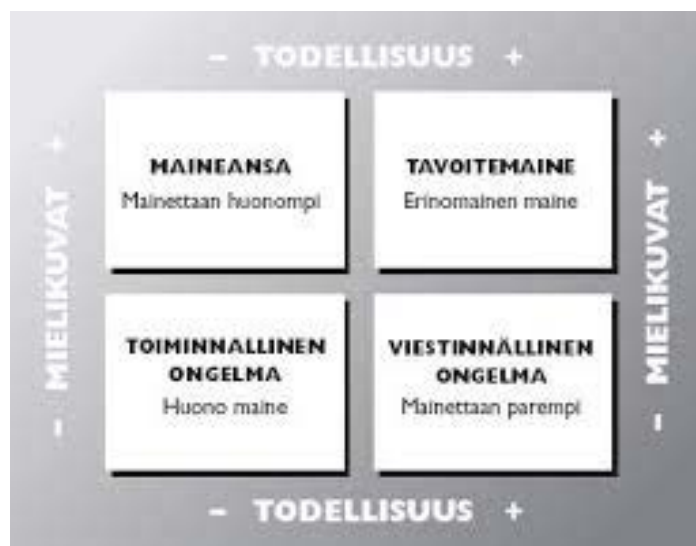 – TODELLISUUS +
– MIELIKUVAT +
MAINEANSA
Mainettaan huonompi
TAVOITEMAINE
Erinomainen maine
– MIELIKUVAT +
TOIMINNALLINEN
ONGELMA
Huono maine
VIESTINNÄLLINEN
ONGELMA
Mainettaan parempi
– TODELLISUUS +